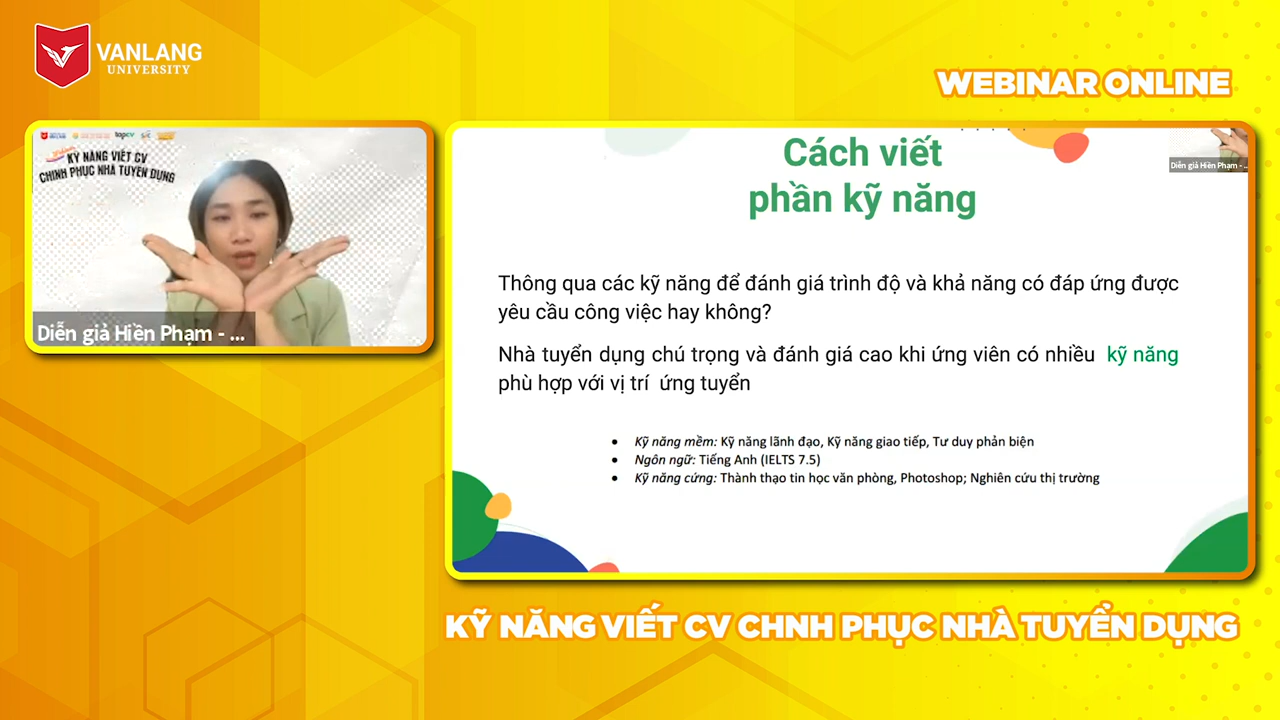 VANLANG
UNIVERSITY
WEBINAR ONLINE
topcv
KỸ NĂNG VIẾT CV
CHINH PHỤC NHÀ TUYỂN DỤNG
Diễn giả Hiền Phạm - ...
Cách viết
phần kỹ năng
Diễn giả Hiền Phạm - ...
Thông qua các kỹ năng để đánh giá trình độ và khả năng có đáp ứng được
yêu cầu công việc hay không?
Nhà tuyển dụng chú trọng và đánh giá cao khi ứng viên có nhiều kỹ năng
phù hợp với vị trí ứng tuyển
• Kỹ năng mềm: Kỹ năng lãnh đạo, Kỹ năng giao tiếp, Tư duy phản biện
• Ngôn ngữ: Tiếng Anh (IELTS 7.5)
• Kỹ năng cứng: Thành thạo tin học văn phòng, Photoshop; Nghiên cứu thị trường
KỸ NĂNG VIẾT CV CHNH PHỤC NHÀ TUYỂN DỤNG